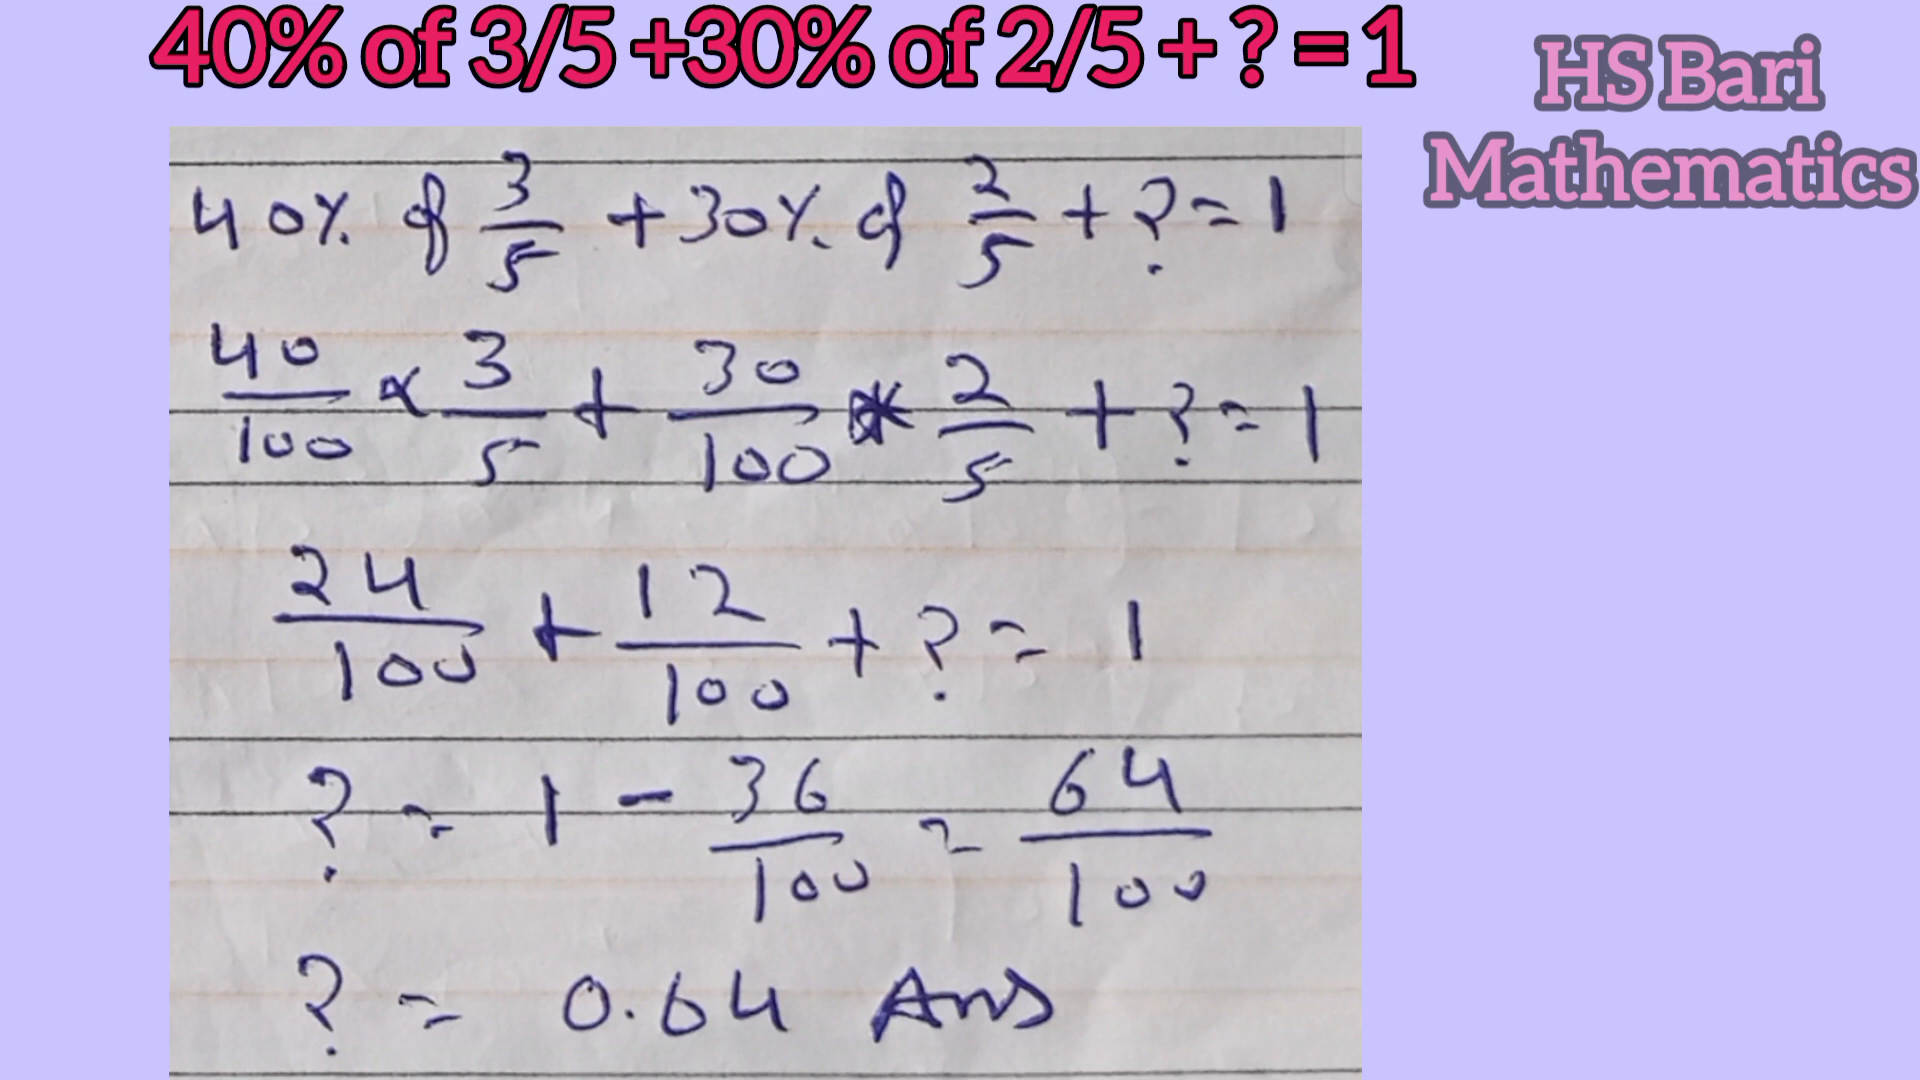 40% of 3/5 +30% of 2/5 + ? = 1
HS Bari
Mathematics
40% of 3/5 + 30% of 2/5 + ? = 1
40/100 × 3/5 + 30/100 * 2/5 + ? = 1
24/100 + 12/100 + ? = 1
? = 1 - 36/100 = 64/100
? = 0.64 Ans